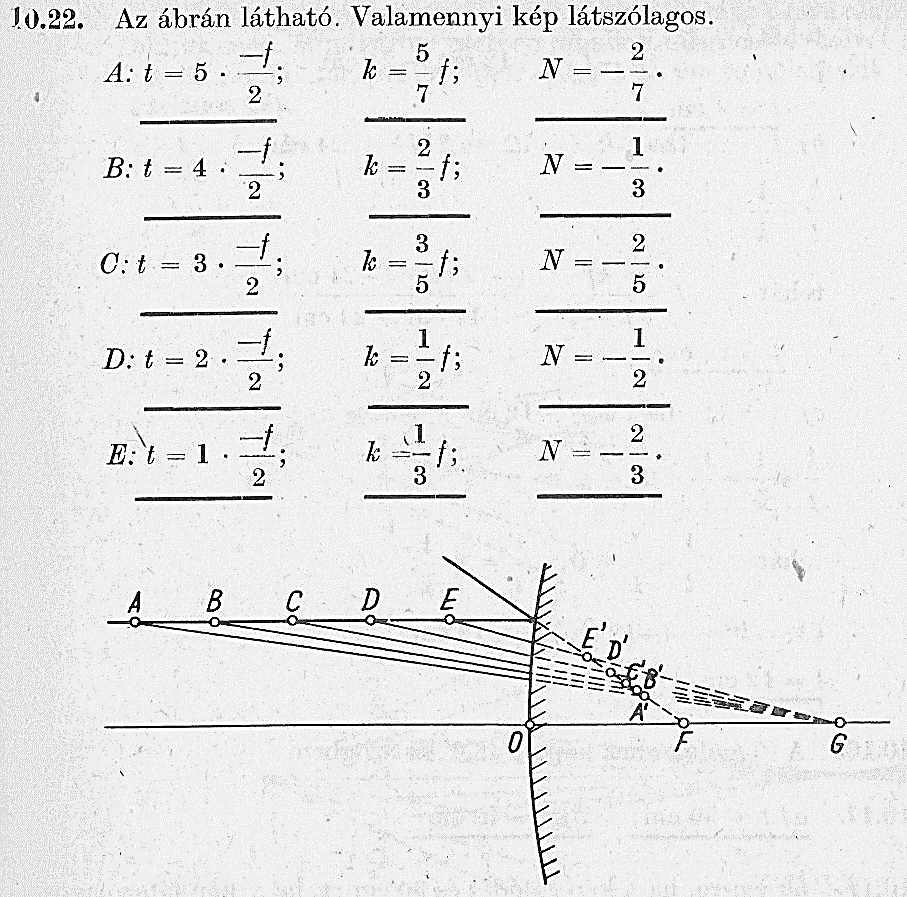 10.22. Az ábrán látható. Valamennyi kép látszólagos.
A: t = 5 · −f/2; k = 5/7 f; N = − 2/7 .
B: t = 4 · −f/2; k = 2/3 f; N = − 1/3 .
C: t = 3 · −f/2; k = 3/5 f; N = − 2/5 .
D: t = 2 · −f/2; k = 1/2 f; N = − 1/2 .
E: t = 1 · −f/2; k = 1/3 f; N = − 2/3 .
A B C D E
E' D' C' B' A'
O F G